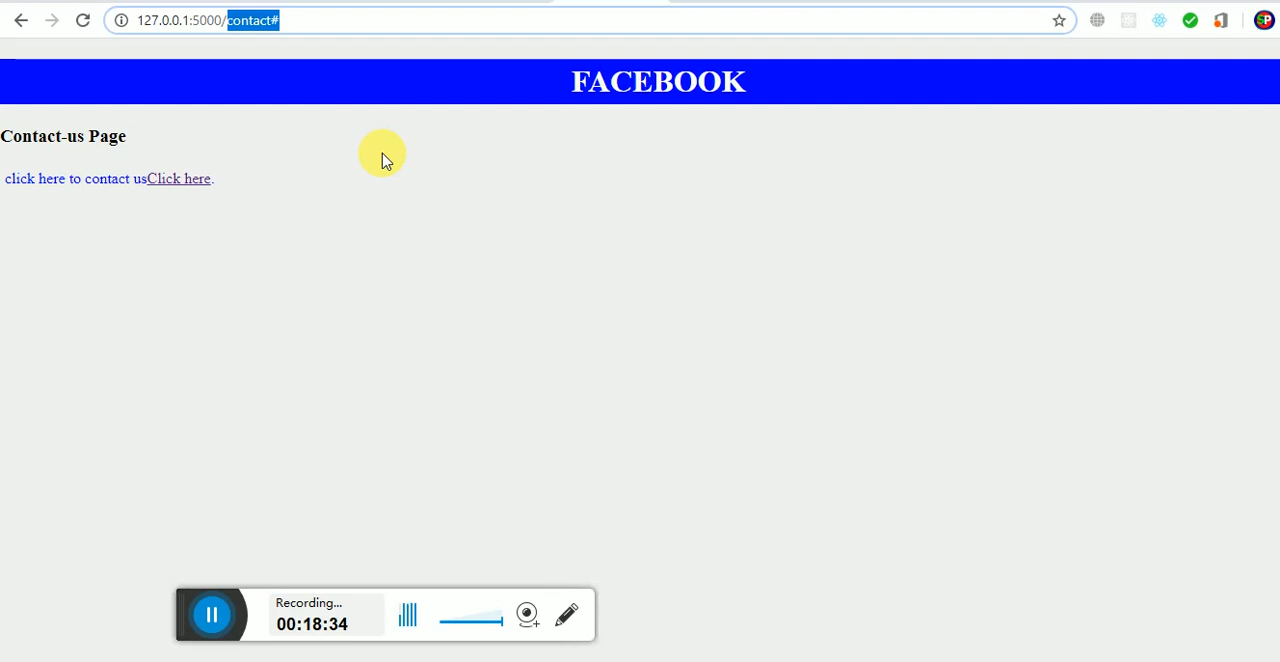 127.0.0.1:5000/contact#
SP
FACEBOOK
Contact-us Page
click here to contact usClick here.
Recording...
00:18:34